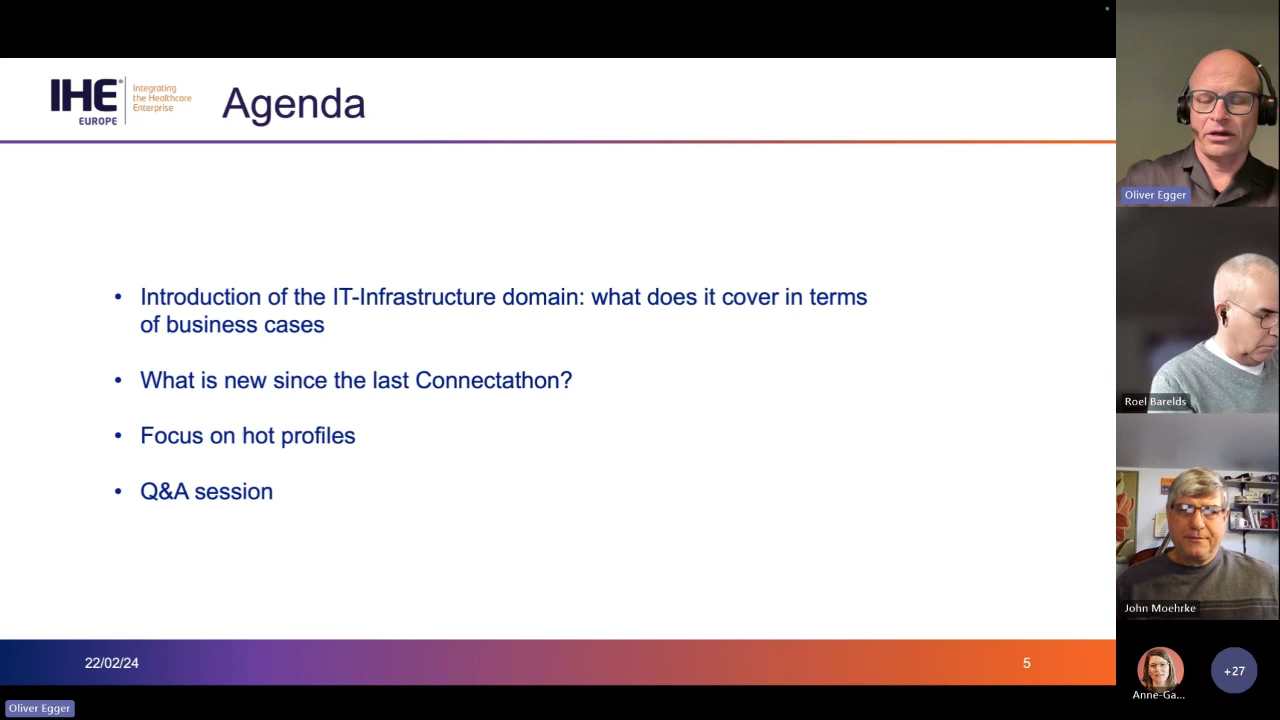 IHE
EUROPE
Integrating
the Healthcare
Enterprise
Agenda
• Introduction of the IT-Infrastructure domain: what does it cover in terms
of business cases
• What is new since the last Connectathon?
• Focus on hot profiles
• Q&A session
22/02/24
5
Oliver Egger
Roel Barelds
John Moehrke
Anne-Ga...
+27
Oliver Egger